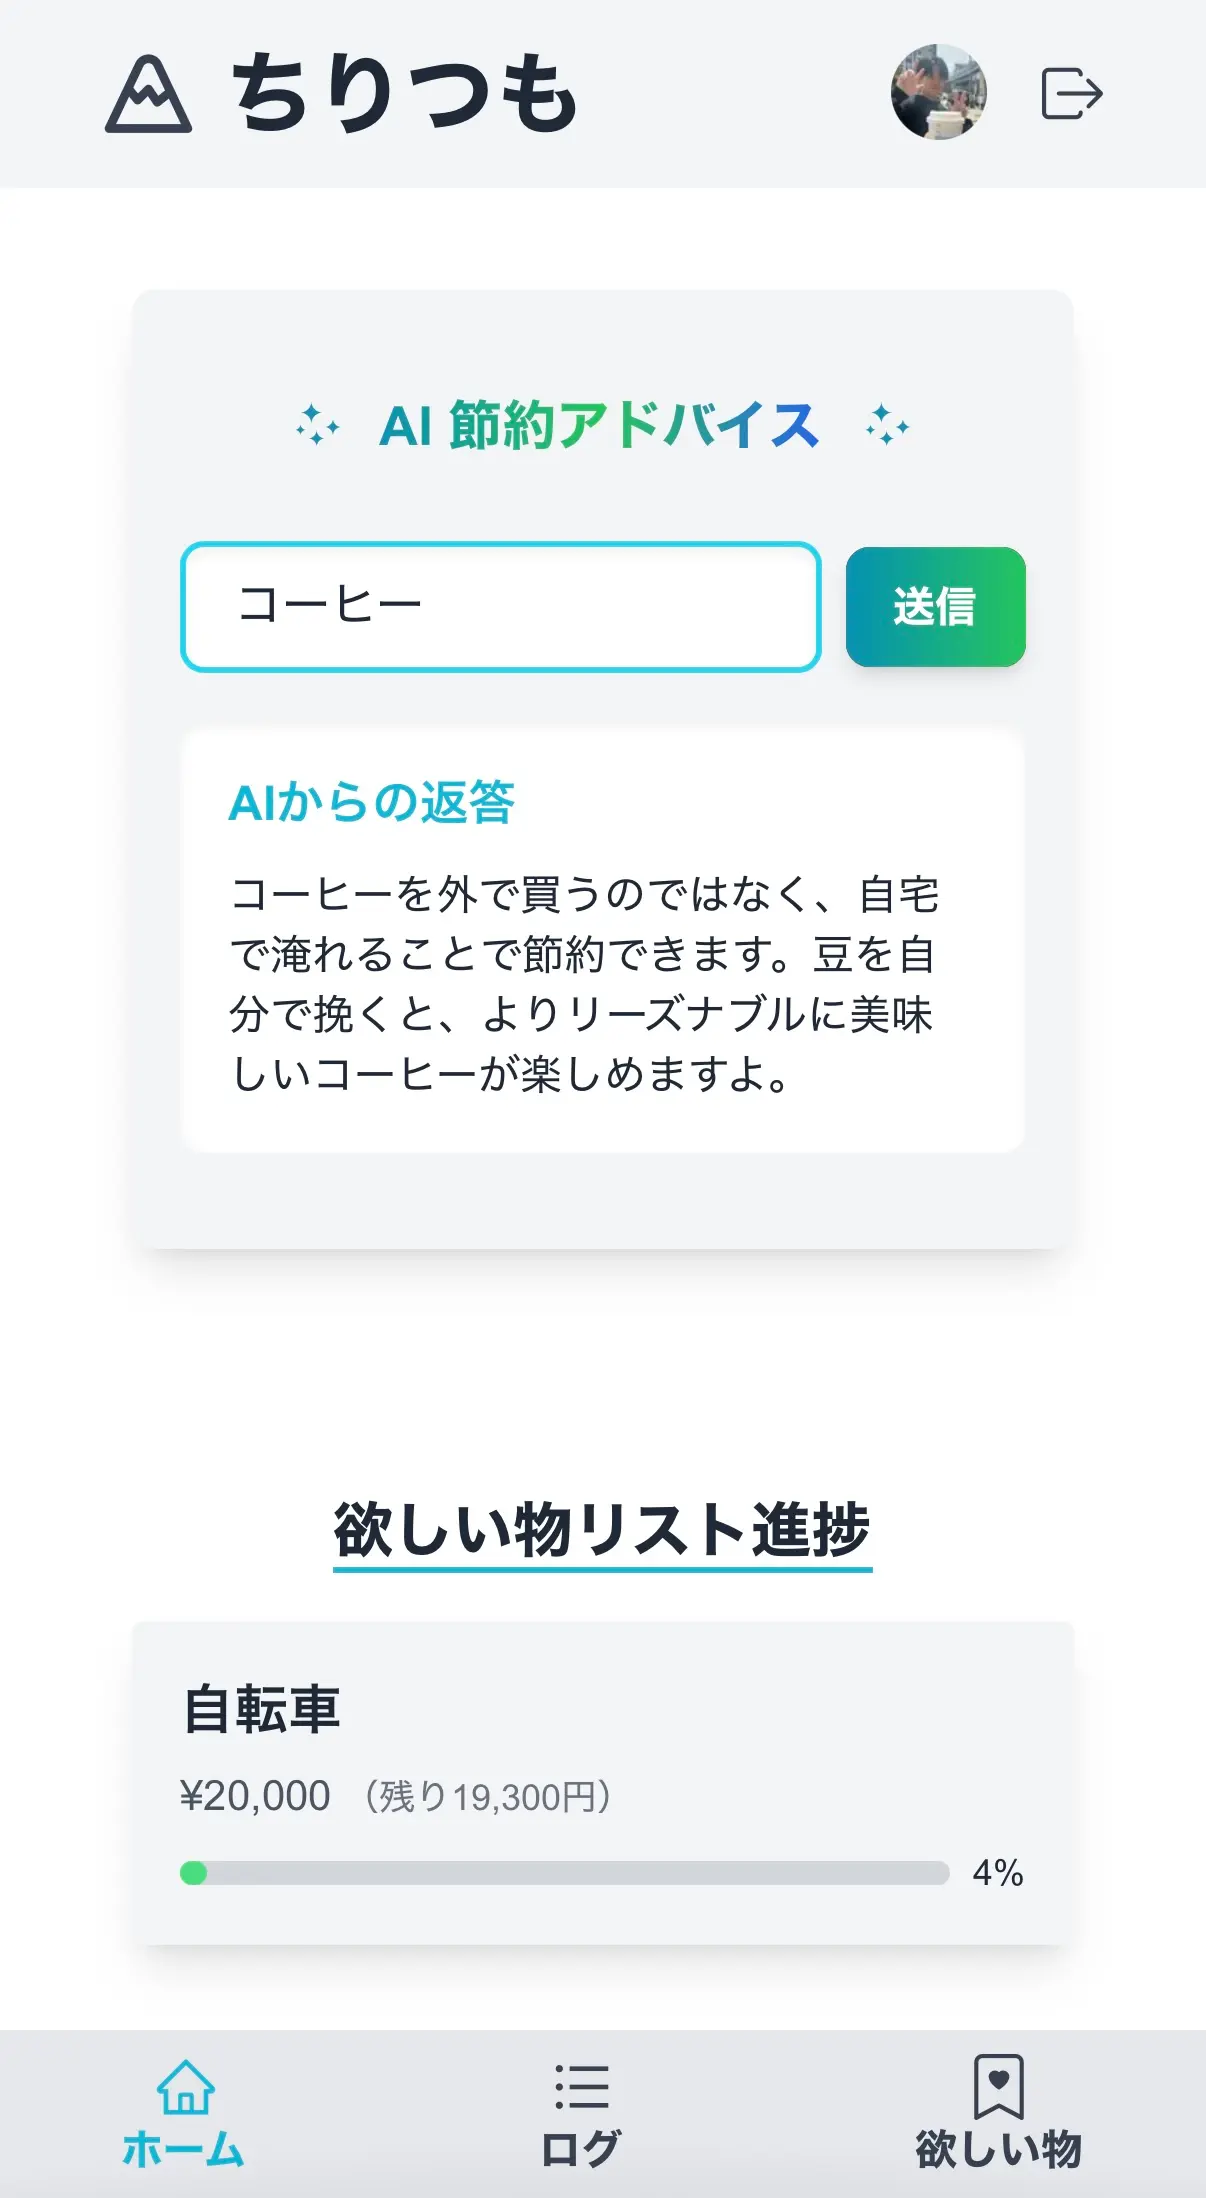 ちりつも
AI 節約アドバイス
コーヒー
送信
AIからの返答
コーヒーを外で買うのではなく、自宅
で淹れることで節約できます。豆を自
分で挽くと、よりリーズナブルに美味
しいコーヒーが楽しめますよ。
欲しい物リスト進捗
自転車
¥20,000 （残り19,300円）
4%
ホーム
ログ
欲しい物